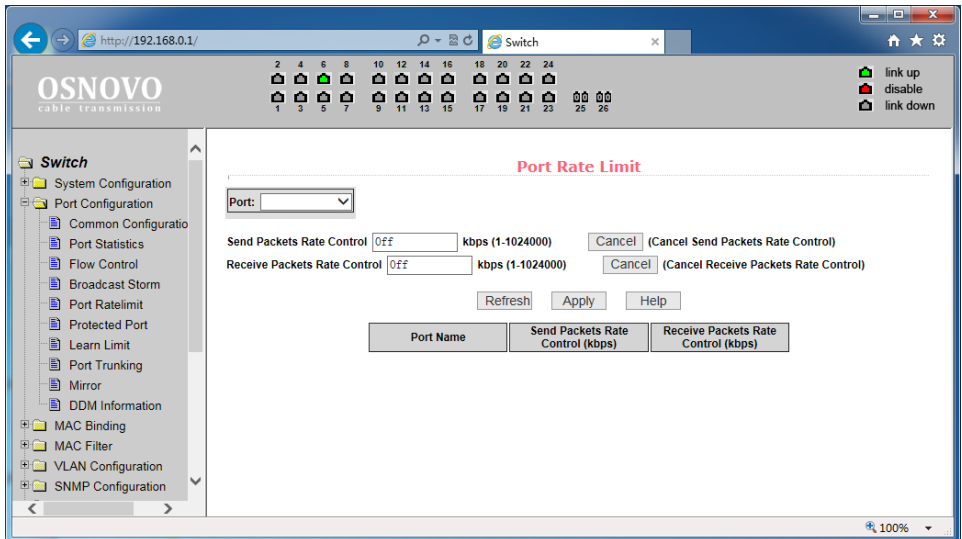 http://192.168.0.1/
Switch
OSNOVO
cable transmission
2 4 6 8 10 12 14 16 18 20 22 24
1 3 5 7 9 11 13 15 17 19 21 23 25 26
link up
disable
link down
Switch
System Configuration
Port Configuration
Common Configuratio
Port Statistics
Flow Control
Broadcast Storm
Port Ratelimit
Protected Port
Learn Limit
Port Trunking
Mirror
DDM Information
MAC Binding
MAC Filter
VLAN Configuration
SNMP Configuration
Port Rate Limit
Port:
Send Packets Rate Control Off kbps (1-1024000) Cancel (Cancel Send Packets Rate Control)
Receive Packets Rate Control Off kbps (1-1024000) Cancel (Cancel Receive Packets Rate Control)
Refresh Apply Help
Port Name Send Packets Rate Control (kbps) Receive Packets Rate Control (kbps)
100%